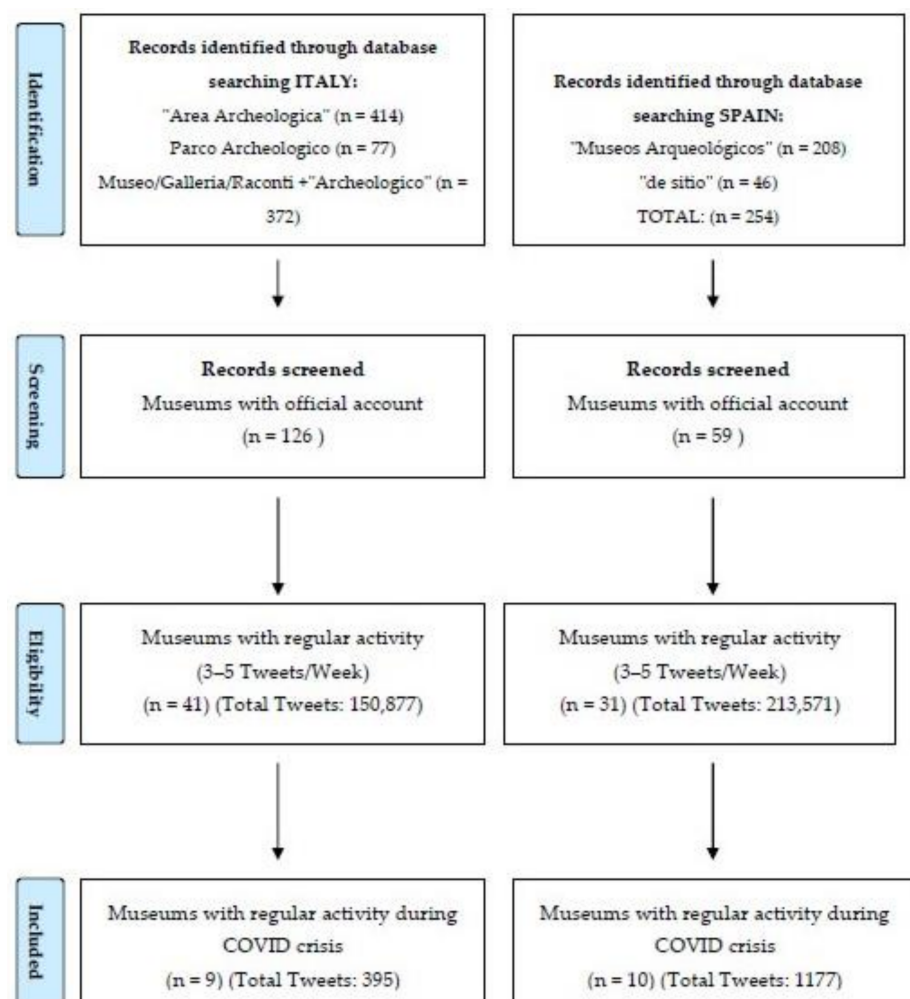 Identification
Records identified through database
searching ITALY:
"Area Archeologica" (n = 414)
Parco Archeologico (n = 77)
Museo/Galleria/Raconti +"Archeologico" (n =
372)
Records identified through database
searching SPAIN:
"Museos Arqueológicos" (n = 208)
"de sitio" (n = 46)
TOTAL: (n = 254)
Screening
Records screened
Museums with official account
(n = 126 )
Records screened
Museums with official account
(n = 59 )
Eligibility
Museums with regular activity
(3–5 Tweets/Week)
(n = 41) (Total Tweets: 150,877)
Museums with regular activity
(3–5 Tweets/Week)
(n = 31) (Total Tweets: 213,571)
Included
Museums with regular activity during
COVID crisis
(n = 9) (Total Tweets: 395)
Museums with regular activity during
COVID crisis
(n = 10) (Total Tweets: 1177)